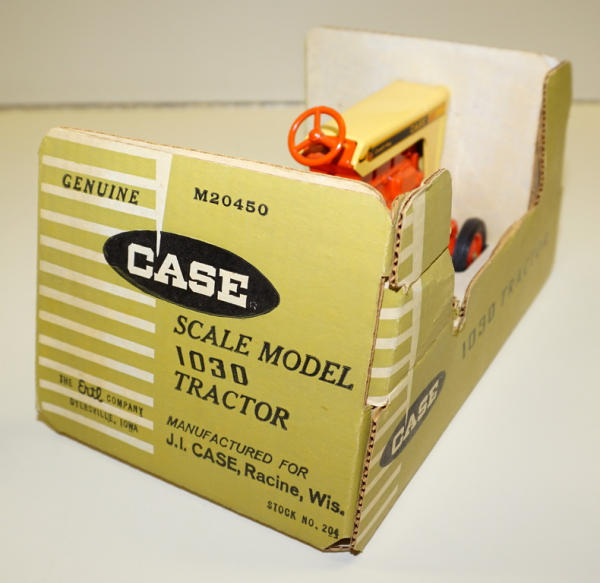 GENUINE
M20450
CASE
SCALE MODEL
1030
TRACTOR
THE Ertl COMPANY
DYERSVILLE, IOWA
MANUFACTURED FOR
J.I. CASE, Racine, Wis.
STOCK NO. 204
1030 TRACTOR
CASE